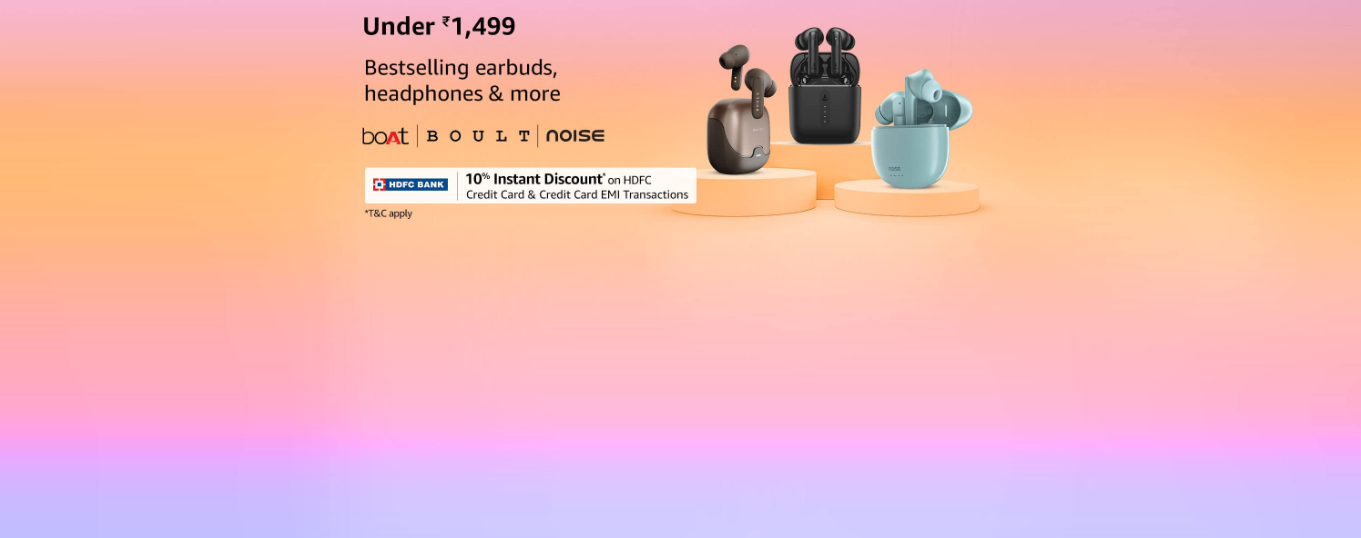 Under ₹1,499
Bestselling earbuds,
headphones & more
boAt | BOULT | NOISE
HDFC BANK | 10% Instant Discount* on HDFC
Credit Card & Credit Card EMI Transactions
*T&C apply